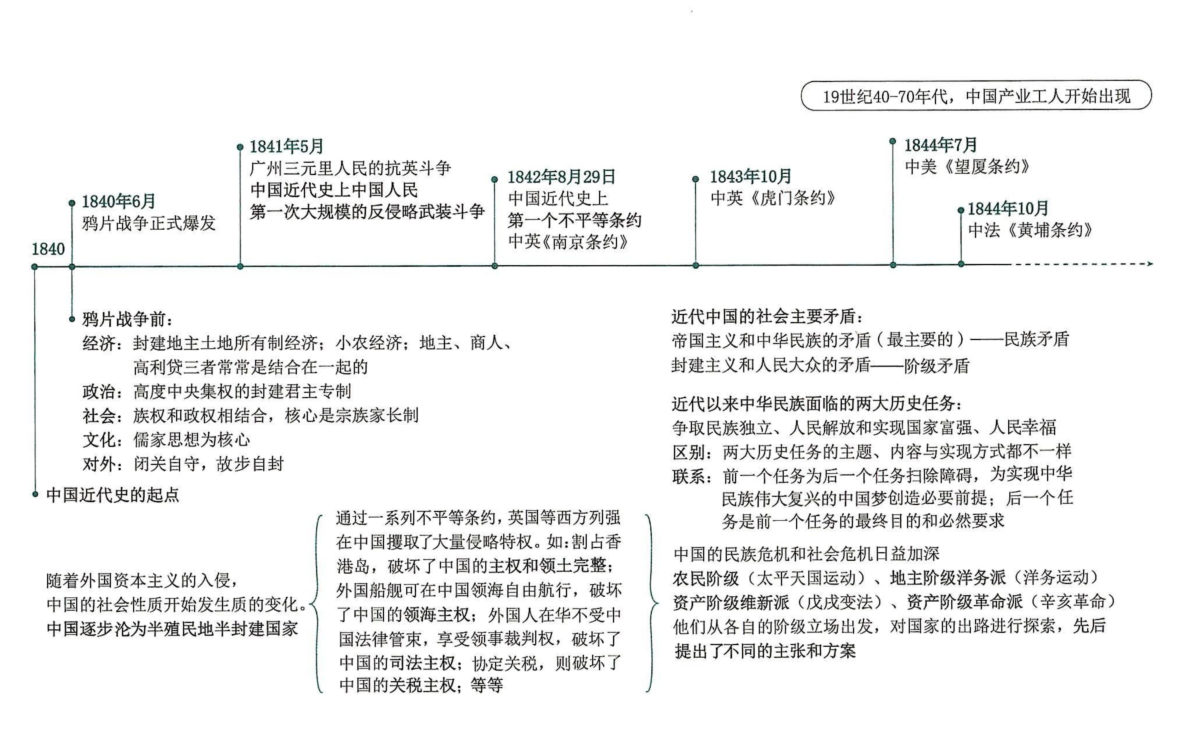 19世纪40-70年代，中国产业工人开始出现
1840
1840年6月
鸦片战争正式爆发
1841年5月
广州三元里人民的抗英斗争
中国近代史上中国人民
第一次大规模的反侵略武装斗争
1842年8月29日
中国近代史上
第一个不平等条约
中英《南京条约》
1843年10月
中英《虎门条约》
1844年7月
中美《望厦条约》
1844年10月
中法《黄埔条约》
鸦片战争前：
经济：封建地主土地所有制经济；小农经济；地主、商人、
高利贷三者常常是结合在一起的
政治：高度中央集权的封建君主专制
社会：族权和政权相结合，核心是宗族家长制
文化：儒家思想为核心
对外：闭关自守，故步自封
中国近代史的起点
随着外国资本主义的入侵，
中国的社会性质开始发生质的变化。
中国逐步沦为半殖民地半封建国家
通过一系列不平等条约，英国等西方列强
在中国攫取了大量侵略特权。如：割占香
港岛，破坏了中国的主权和领土完整；
外国船舰可在中国领海自由航行，破坏
了中国的领海主权；外国人在华不受中
国法律管束，享受领事裁判权，破坏了
中国的司法主权；协定关税，则破坏了
中国的关税主权；等等
近代中国的社会主要矛盾：
帝国主义和中华民族的矛盾（最主要的）——民族矛盾
封建主义和人民大众的矛盾——阶级矛盾
近代以来中华民族面临的两大历史任务：
争取民族独立、人民解放和实现国家富强、人民幸福
区别：两大历史任务的主题、内容与实现方式都不一样
联系：前一个任务为后一个任务扫除障碍，为实现中华
民族伟大复兴的中国梦创造必要前提；后一个任
务是前一个任务的最终目的和必然要求
中国的民族危机和社会危机日益加深
农民阶级（太平天国运动）、地主阶级洋务派（洋务运动）
资产阶级维新派（戊戌变法）、资产阶级革命派（辛亥革命）
他们从各自的阶级立场出发，对国家的出路进行探索，先后
提出了不同的主张和方案